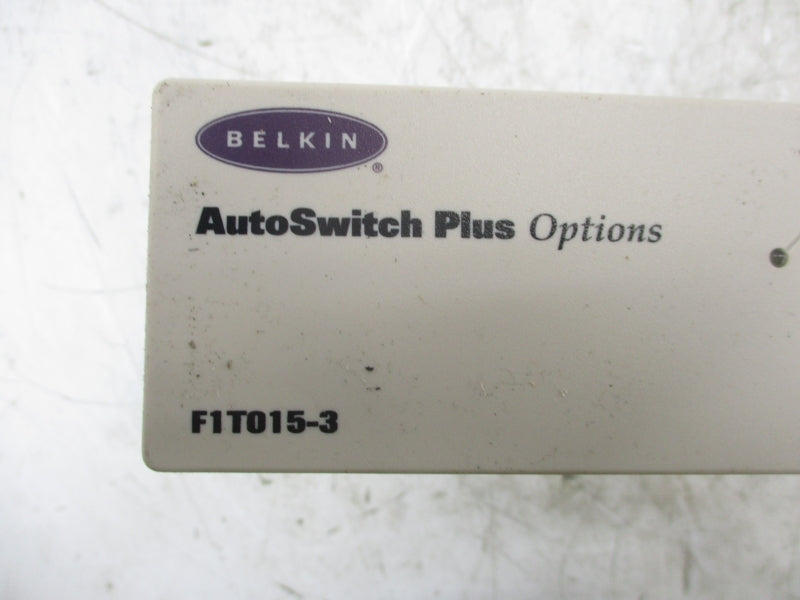 BELKIN®
AutoSwitch Plus Options
F1T015-3